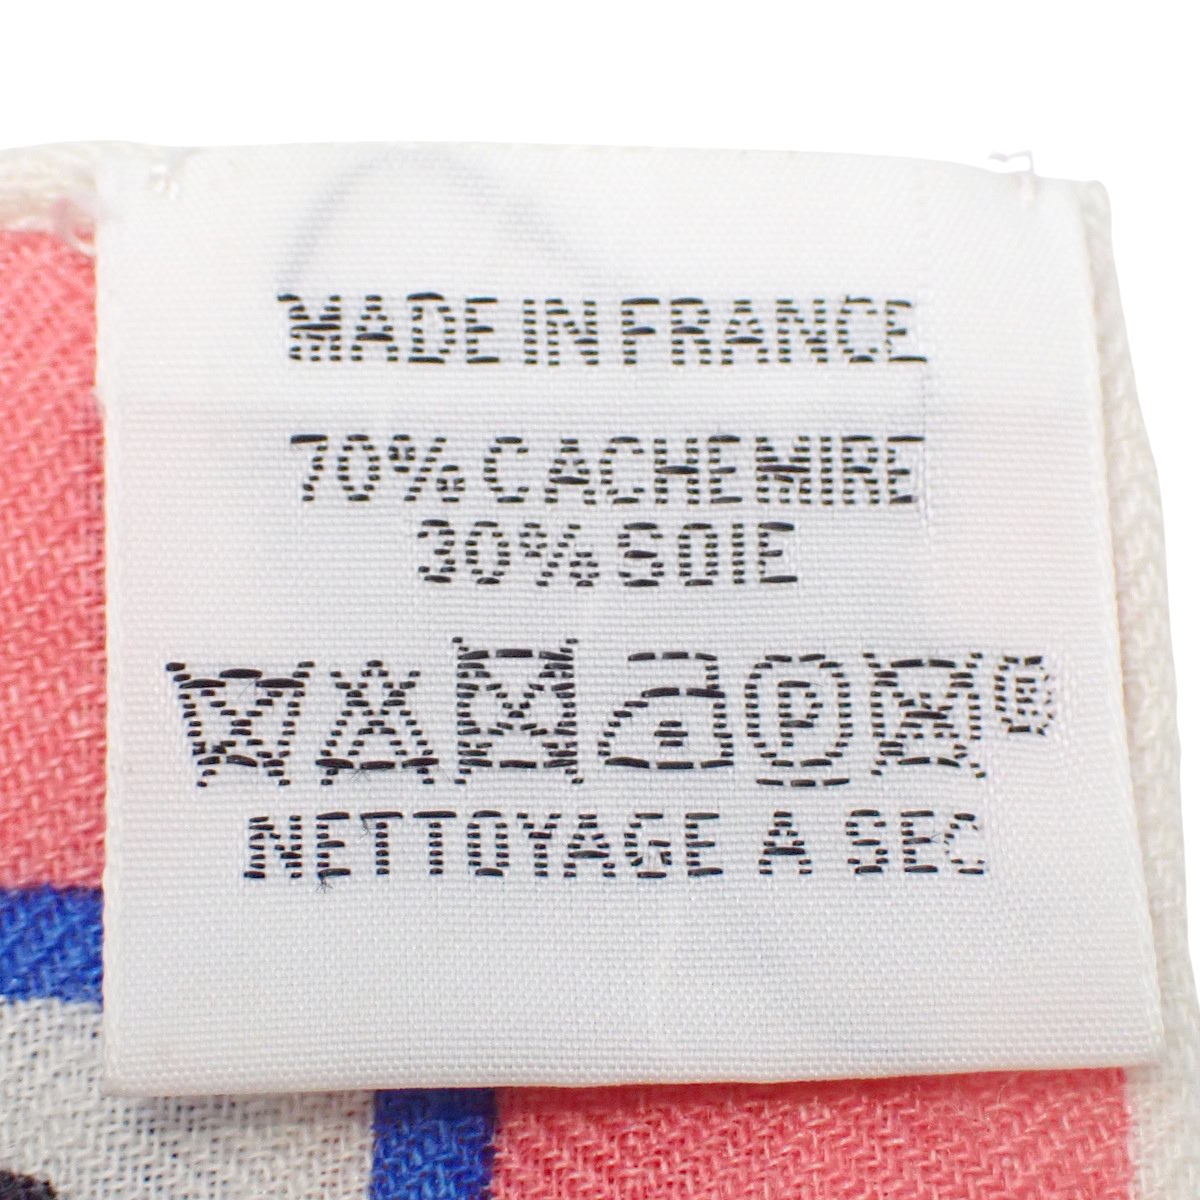 MADE IN FRANCE
70% CACHEMIRE
30% SOIE
P ®
NETTOYAGE A SEC